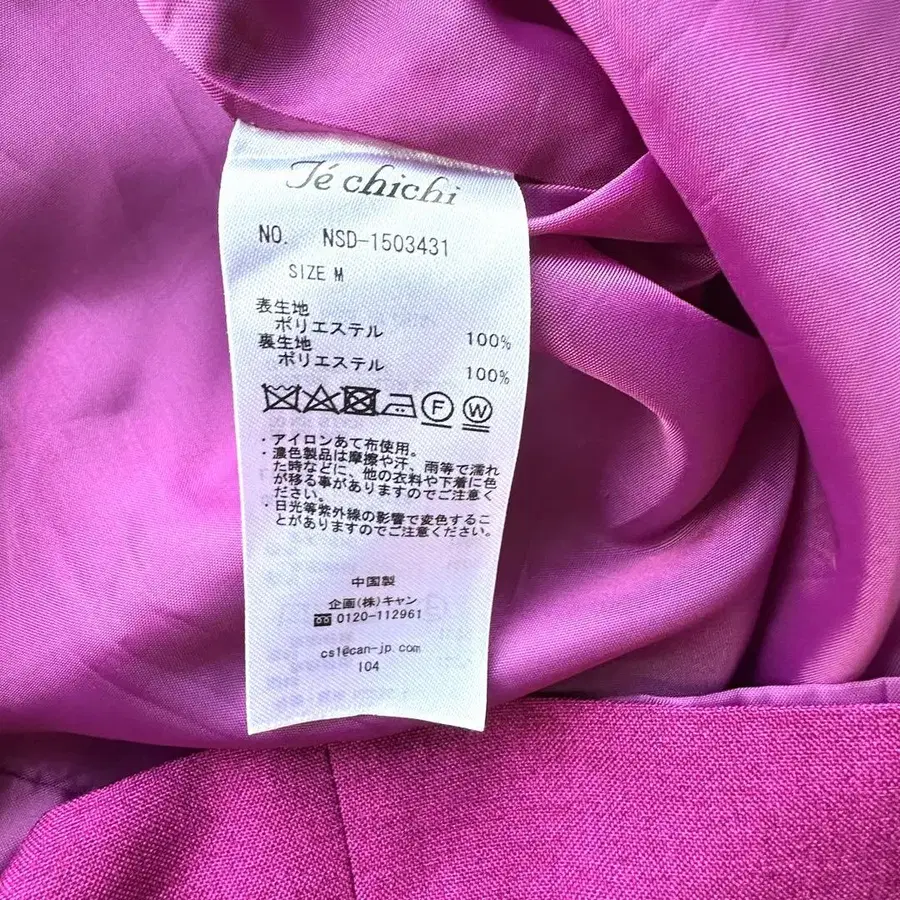 Té chichi
NO. NSD-1503431
SIZE M
表生地
ポリエステル 100%
裏生地
ポリエステル 100%
F W
・アイロンあて布使用。
・濃色製品は摩擦や汗、雨等で濡れ
た時などに、他の衣料や下着に色
が移る事がありますのでご注意く
ださい。
・日光等紫外線の影響で変色するこ
とがありますのでご注意ください。
中国製
企画(株)キャン
0120-112961
cs1@can-jp.com
104